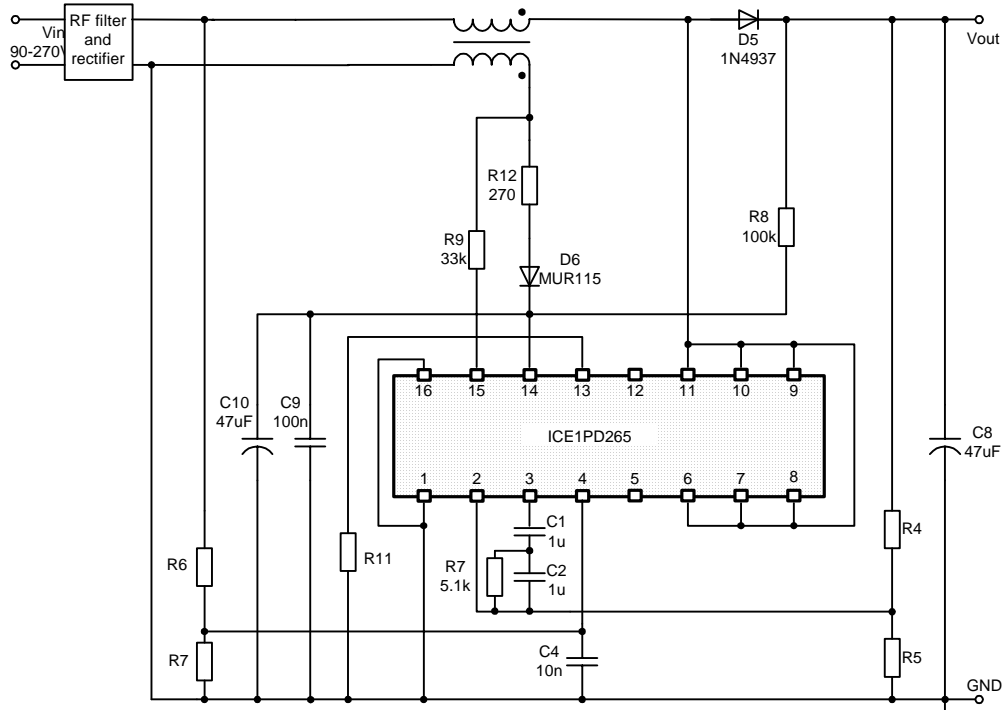 RF filter
and
rectifier
Vin
90-270V
D5
1N4937
Vout
R12
270
R9
33k
D6
MUR115
R8
100k
C10
47uF
C9
100n
16
15
14
13
12
11
10
9
ICE1PD265
1
2
3
4
5
6
7
8
C8
47uF
C1
1u
R4
R6
R11
R7
5.1k
C2
1u
R7
C4
10n
R5
GND